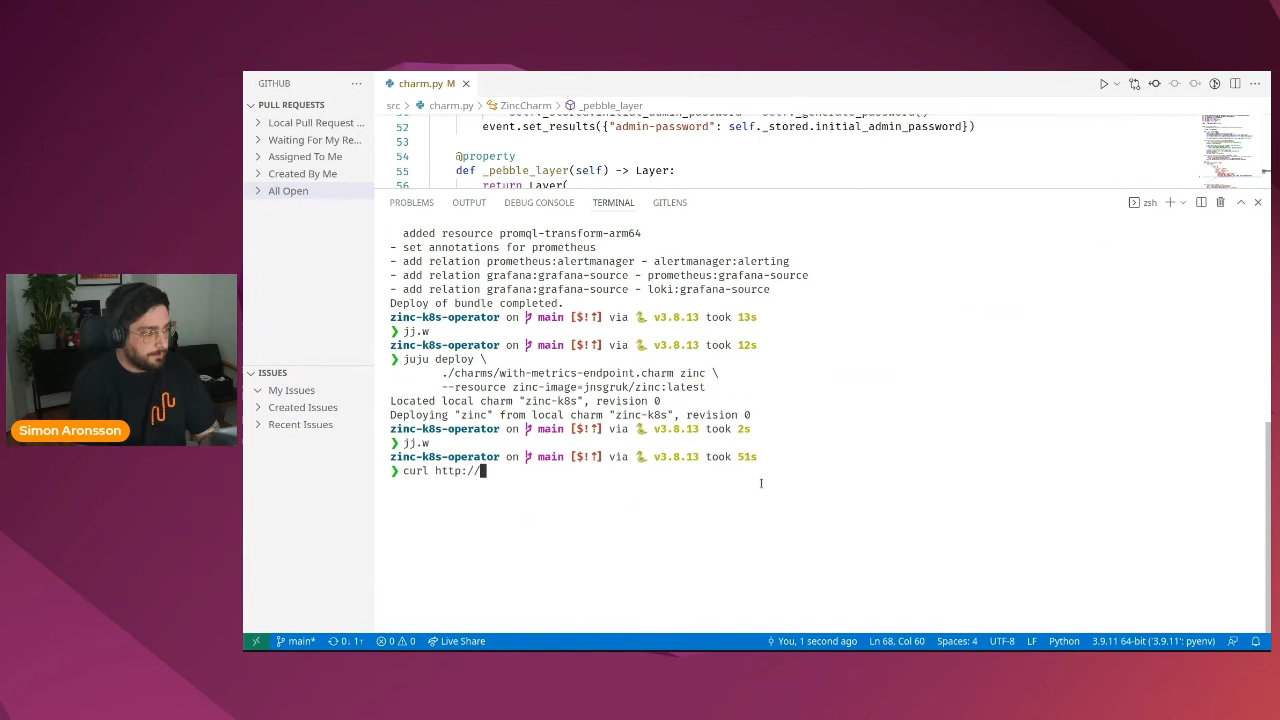 GITHUB
PULL REQUESTS
Local Pull Request ...
Waiting For My Re...
Assigned To Me
Created By Me
All Open
ISSUES
My Issues
Created Issues
Recent Issues
Simon Aronsson
charm.py M
src > charm.py > ZincCharm > _pebble_layer
52 event.set_results({"admin-password": self._stored.initial_admin_password})
53
54 @property
55 def _pebble_layer(self) -> Layer:
56 return Layer(
PROBLEMS OUTPUT DEBUG CONSOLE TERMINAL GITLENS
zsh
added resource promql-transform-arm64
- set annotations for prometheus
- add relation prometheus:alertmanager - alertmanager:alerting
- add relation grafana:grafana-source - prometheus:grafana-source
- add relation grafana:grafana-source - loki:grafana-source
Deploy of bundle completed.
zinc-k8s-operator on main [$!⇡] via 🐍 v3.8.13 took 13s
❯ jj.w
zinc-k8s-operator on main [$!⇡] via 🐍 v3.8.13 took 12s
❯ juju deploy \
./charms/with-metrics-endpoint.charm zinc \
--resource zinc-image=jnsgruk/zinc:latest
Located local charm "zinc-k8s", revision 0
Deploying "zinc" from local charm "zinc-k8s", revision 0
zinc-k8s-operator on main [$!⇡] via 🐍 v3.8.13 took 2s
❯ jj.w
zinc-k8s-operator on main [$!⇡] via 🐍 v3.8.13 took 51s
❯ curl http://
main* 0↓ 1↑ 0 0 Live Share
You, 1 second ago Ln 68, Col 60 Spaces: 4 UTF-8 LF Python 3.9.11 64-bit ('3.9.11': pyenv)